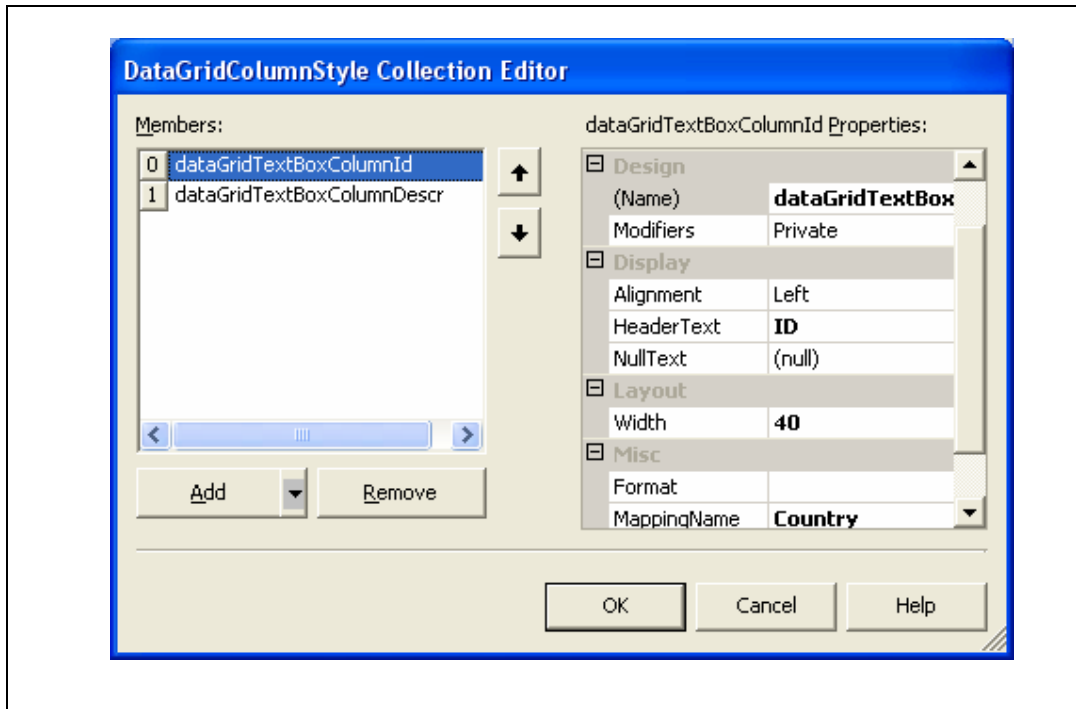 DataGridColumnStyle Collection Editor
Members:
0 dataGridTextBoxColumnId
1 dataGridTextBoxColumnDescr
Add
Remove
dataGridTextBoxColumnId Properties:
Design
(Name) dataGridTextBox
Modifiers Private
Display
Alignment Left
HeaderText ID
NullText (null)
Layout
Width 40
Misc
Format
MappingName Country
OK
Cancel
Help